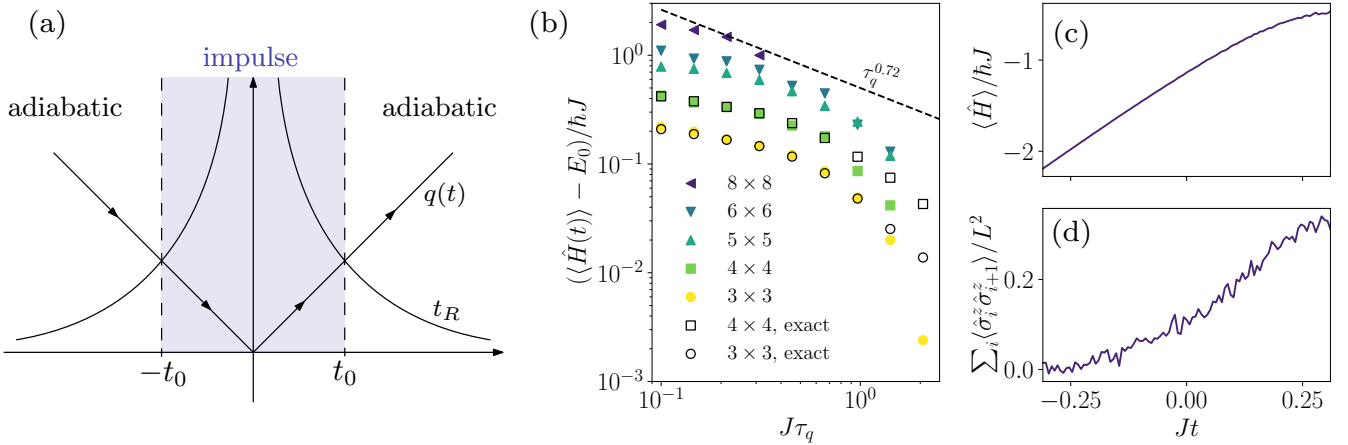 (a)
impulse
adiabatic
adiabatic
q(t)
t_R
−t_0
t_0
(b)
(⟨Ĥ(t)⟩ − E_0)/ħJ
10^1
10^0
10^{−1}
10^{−2}
10^{−3}
τ_q^{0.72}
8 × 8
6 × 6
5 × 5
4 × 4
3 × 3
4 × 4, exact
3 × 3, exact
10^{−1}
10^0
Jτ_q
(c)
⟨Ĥ⟩/ħJ
−1
−2
(d)
∑_i⟨σ̂_i^z σ̂_{i+1}^z⟩/L^2
0.2
0.0
−0.25
0.00
0.25
Jt